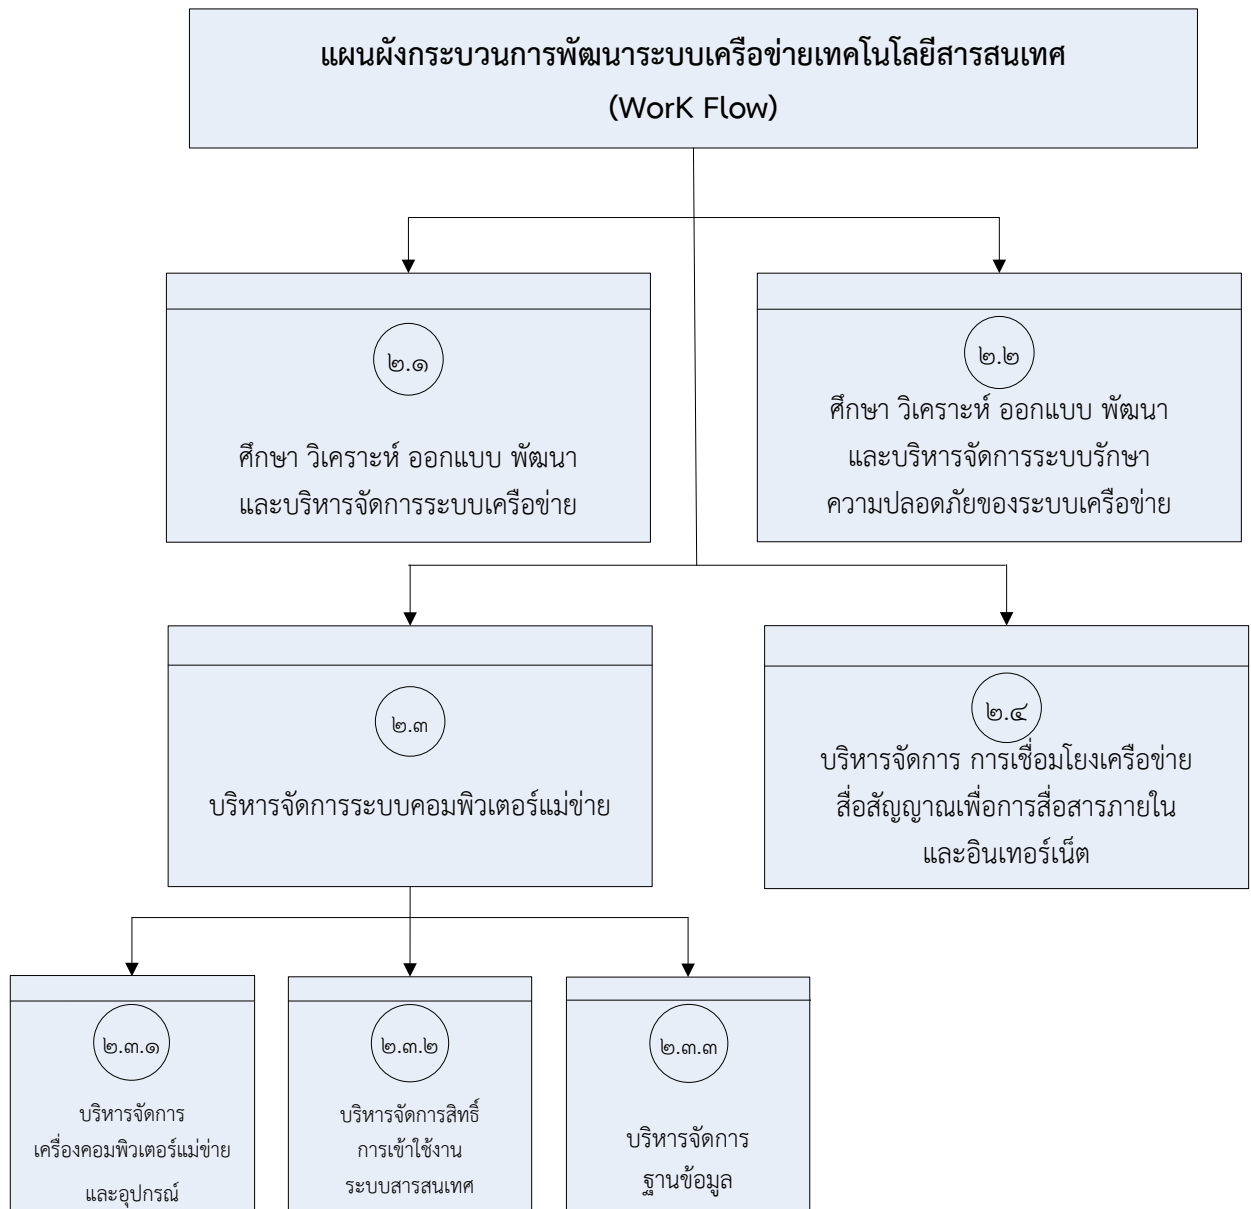 แผนผังกระบวนการพัฒนาระบบเครือข่ายเทคโนโลยีสารสนเทศ
(WorK Flow)
๒.๑
ศึกษา วิเคราะห์ ออกแบบ พัฒนา
และบริหารจัดการระบบเครือข่าย
๒.๒
ศึกษา วิเคราะห์ ออกแบบ พัฒนา
และบริหารจัดการระบบรักษา
ความปลอดภัยของระบบเครือข่าย
๒.๓
บริหารจัดการระบบคอมพิวเตอร์แม่ข่าย
๒.๔
บริหารจัดการ การเชื่อมโยงเครือข่าย
สื่อสัญญาณเพื่อการสื่อสารภายใน
และอินเทอร์เน็ต
๒.๓.๑
บริหารจัดการ
เครื่องคอมพิวเตอร์แม่ข่าย
และอุปกรณ์
๒.๓.๒
บริหารจัดการสิทธิ์
การเข้าใช้งาน
ระบบสารสนเทศ
๒.๓.๓
บริหารจัดการ
ฐานข้อมูล